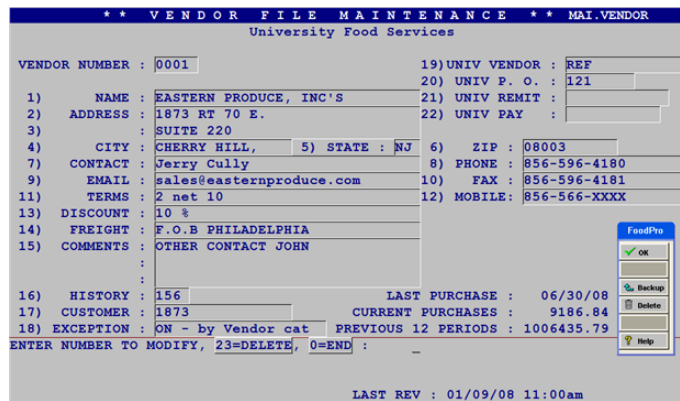 ** VENDOR FILE MAINTENANCE ** MAI.VENDOR
University Food Services
VENDOR NUMBER : 0001 19)UNIV VENDOR : REF
20) UNIV P. O. : 121
1) NAME : EASTERN PRODUCE, INC'S 21) UNIV REMIT :
2) ADDRESS : 1873 RT 70 E. 22) UNIV PAY :
3) : SUITE 220
4) CITY : CHERRY HILL, 5) STATE : NJ 6) ZIP : 08003
7) CONTACT : Jerry Cully 8) PHONE : 856-596-4180
9) EMAIL : sales@easternproduce.com 10) FAX : 856-596-4181
11) TERMS : 2 net 10 12) MOBILE: 856-566-XXXX
13) DISCOUNT : 10 %
14) FREIGHT : F.O.B PHILADELPHIA
15) COMMENTS : OTHER CONTACT JOHN
:
:
16) HISTORY : 156 LAST PURCHASE : 06/30/08
17) CUSTOMER : 1873 CURRENT PURCHASES : 9186.84
18) EXCEPTION : ON - by Vendor cat PREVIOUS 12 PERIODS : 1006435.79
ENTER NUMBER TO MODIFY, 23=DELETE, 0=END : _
LAST REV : 01/09/08 11:00am
FoodPro
OK
Backup
Delete
Help